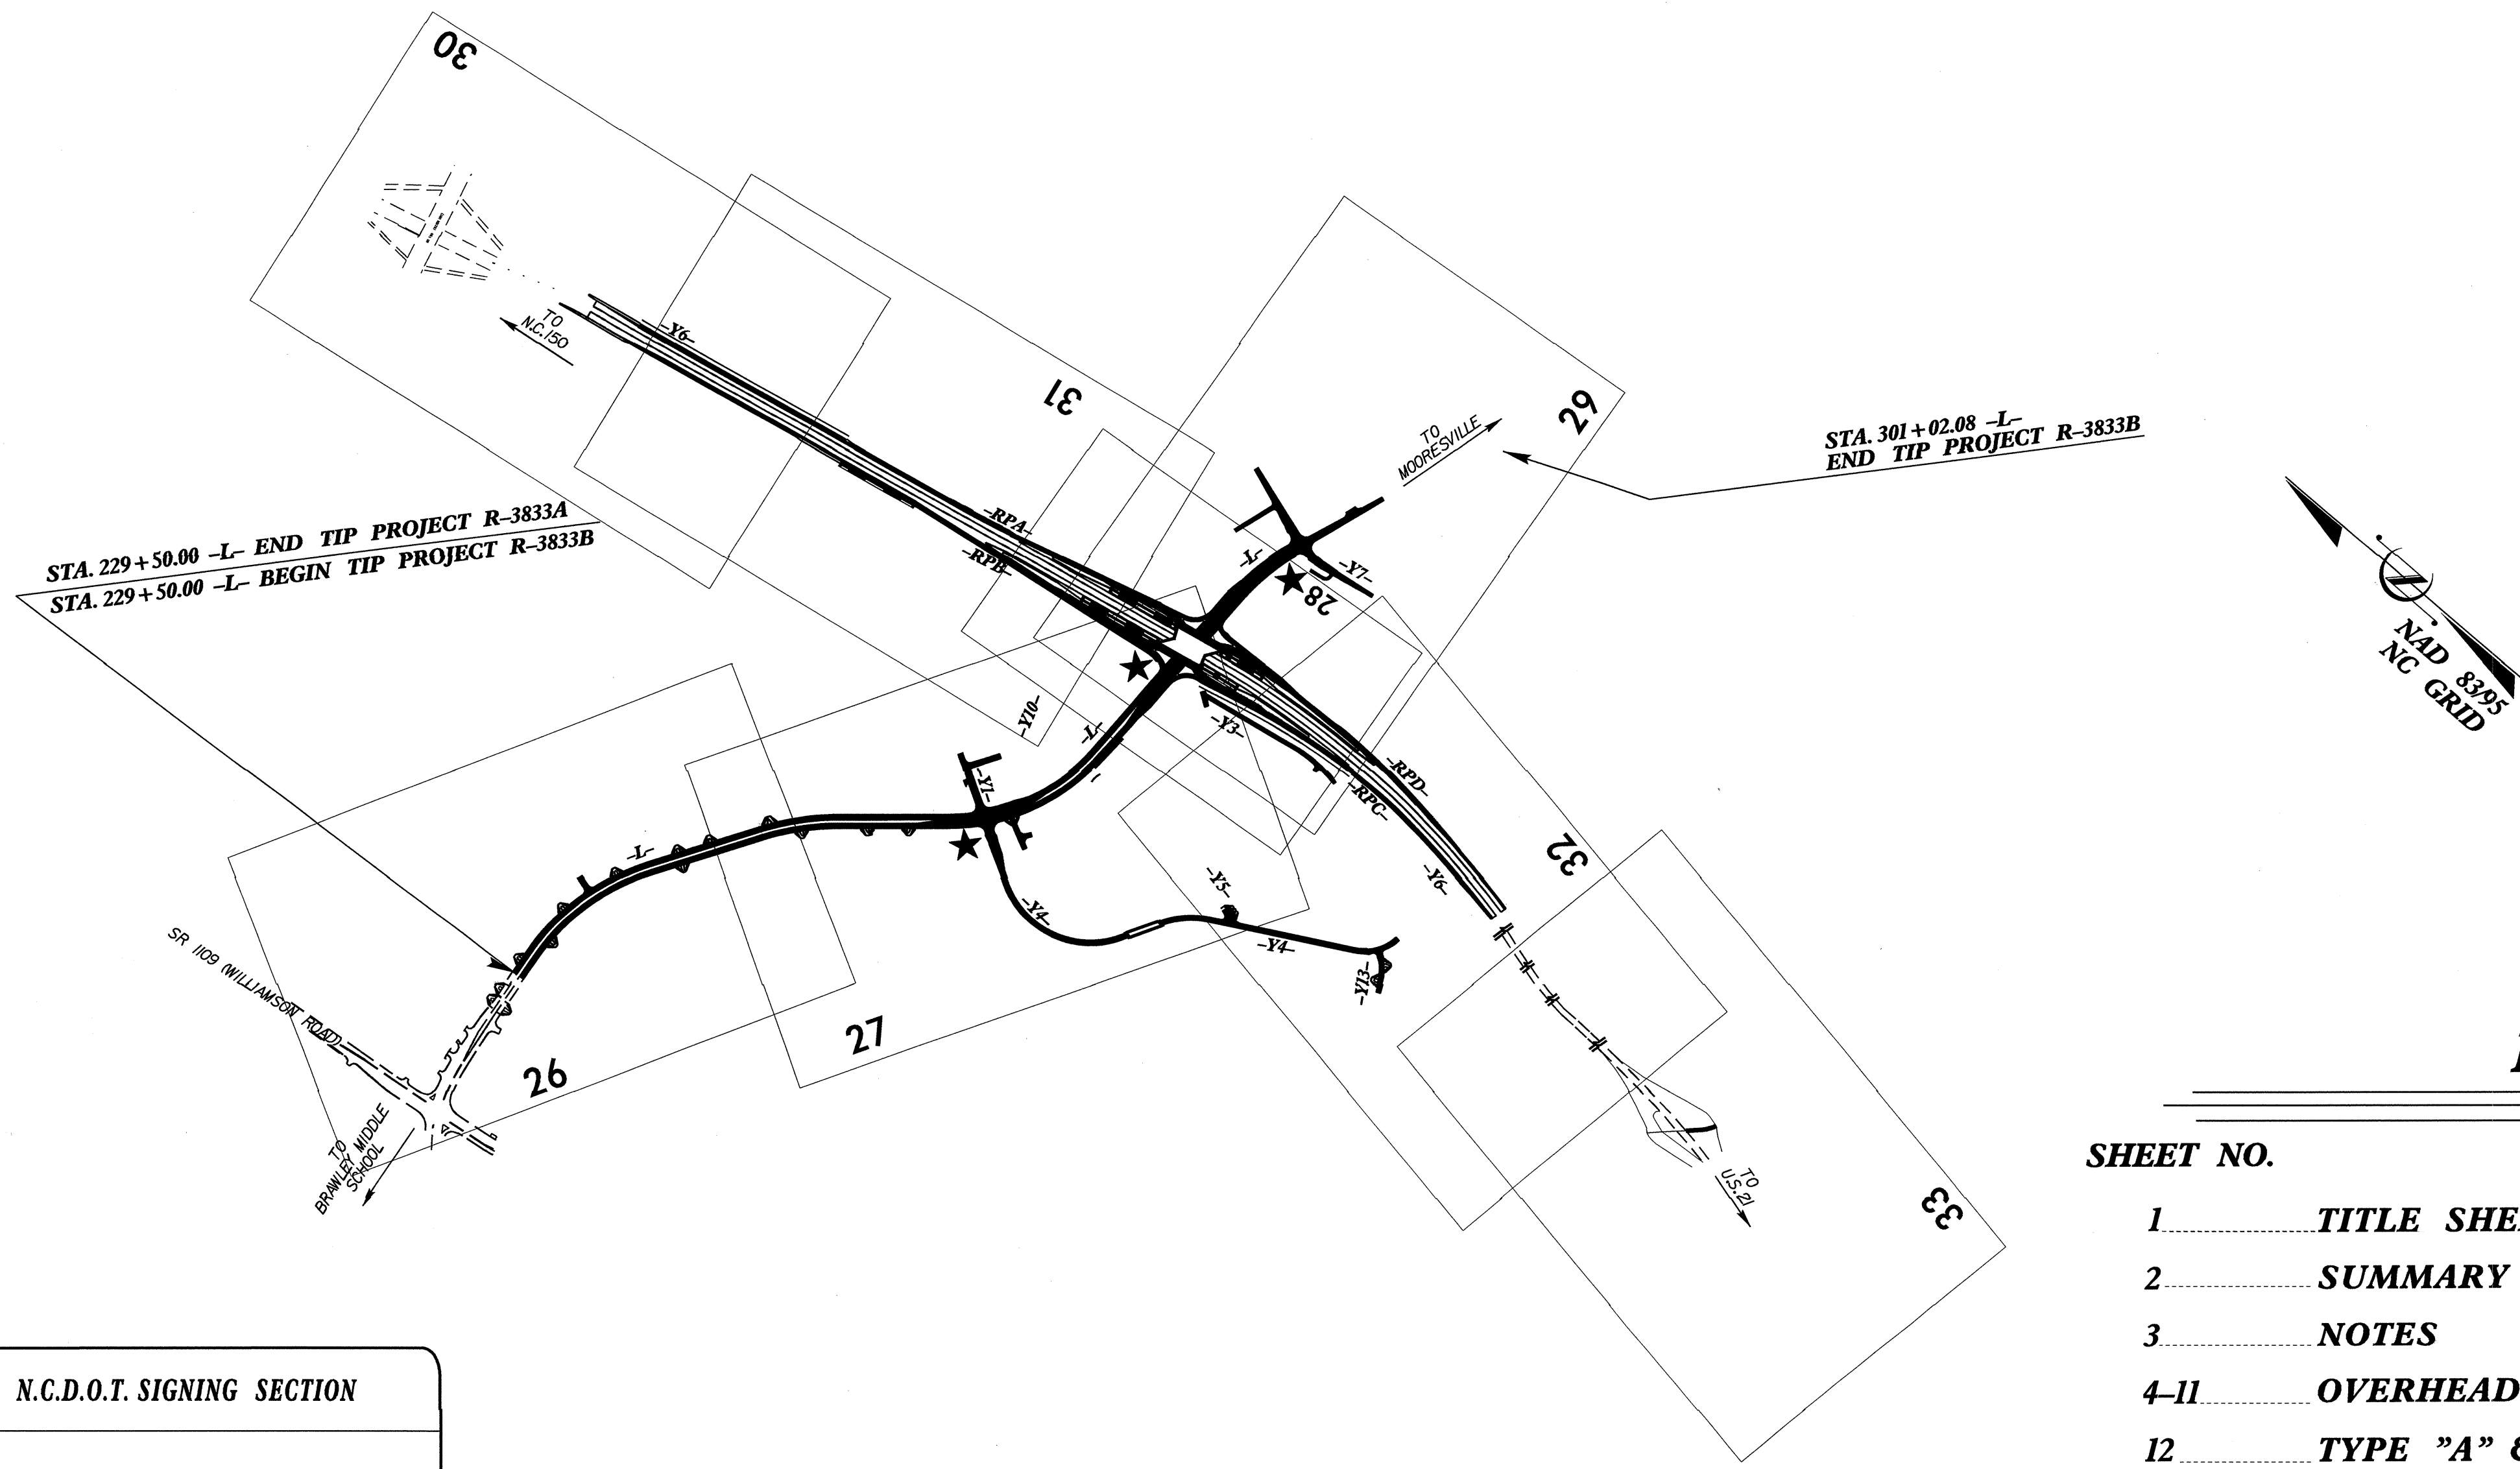 30
TO
N.C.150
-Y6-
31
29
TO
MOORESVILLE
STA. 301+02.08 -L-
END TIP PROJECT R-3833B
STA. 229+50.00 -L- END TIP PROJECT R-3833A
STA. 229+50.00 -L- BEGIN TIP PROJECT R-3833B
-RPA-
-RPB-
-L-
-Y7-
28
NAD 83/95
NC GRID
-Y10-
-L-
-Y3-
-Y1-
-RPD-
-RPC-
-L-
32
-Y6-
-Y5-
-Y4-
-Y4-
-Y13-
SR 1109 (WILLIAMSON ROAD)
27
26
TO
BRAWLEY MIDDLE
SCHOOL
TO
U.S.21
33
SHEET NO.
1 TITLE SHE
2 SUMMARY
3 NOTES
4-11 OVERHEAD
12 TYPE "A" &
N.C.D.O.T. SIGNING SECTION